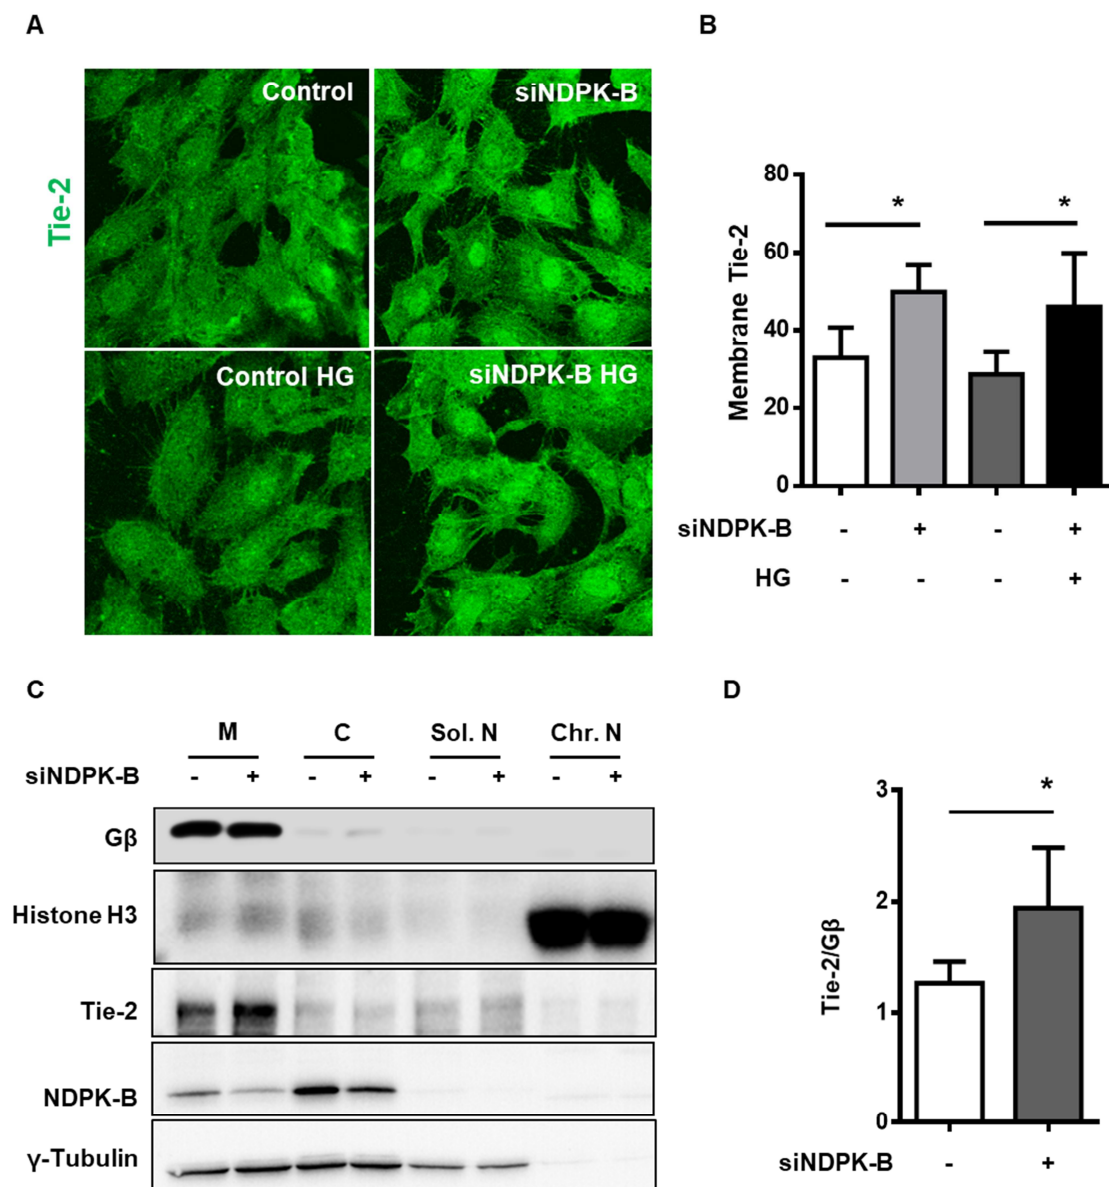 A
Control
siNDPK-B
Tie-2
Control HG
siNDPK-B HG
B
80
60
40
20
0
Membrane Tie-2
* *
siNDPK-B - + - +
HG - - - +
C
M C Sol. N Chr. N
siNDPK-B - + - + - + - +
Gβ
Histone H3
Tie-2
NDPK-B
γ-Tubulin
D
3
2
1
0
Tie-2/Gβ
*
siNDPK-B - +